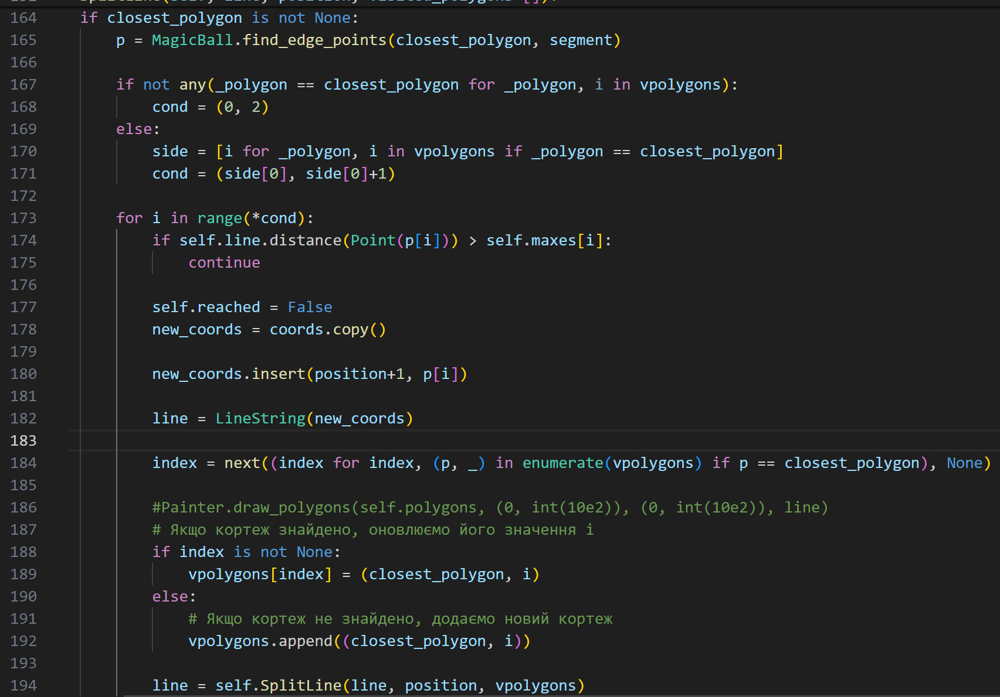 164 if closest_polygon is not None:
165 p = MagicBall.find_edge_points(closest_polygon, segment)
166
167 if not any(_polygon == closest_polygon for _polygon, i in vpolygons):
168 cond = (0, 2)
169 else:
170 side = [i for _polygon, i in vpolygons if _polygon == closest_polygon]
171 cond = (side[0], side[0]+1)
172
173 for i in range(*cond):
174 if self.line.distance(Point(p[i])) > self.maxes[i]:
175 continue
176
177 self.reached = False
178 new_coords = coords.copy()
179
180 new_coords.insert(position+1, p[i])
181
182 line = LineString(new_coords)
183
184 index = next((index for index, (p, _) in enumerate(vpolygons) if p == closest_polygon), None)
185
186 #Painter.draw_polygons(self.polygons, (0, int(10e2)), (0, int(10e2)), line)
187 # Якщо кортеж знайдено, оновлюємо його значення i
188 if index is not None:
189 vpolygons[index] = (closest_polygon, i)
190 else:
191 # Якщо кортеж не знайдено, додаємо новий кортеж
192 vpolygons.append((closest_polygon, i))
193
194 line = self.SplitLine(line, position, vpolygons)